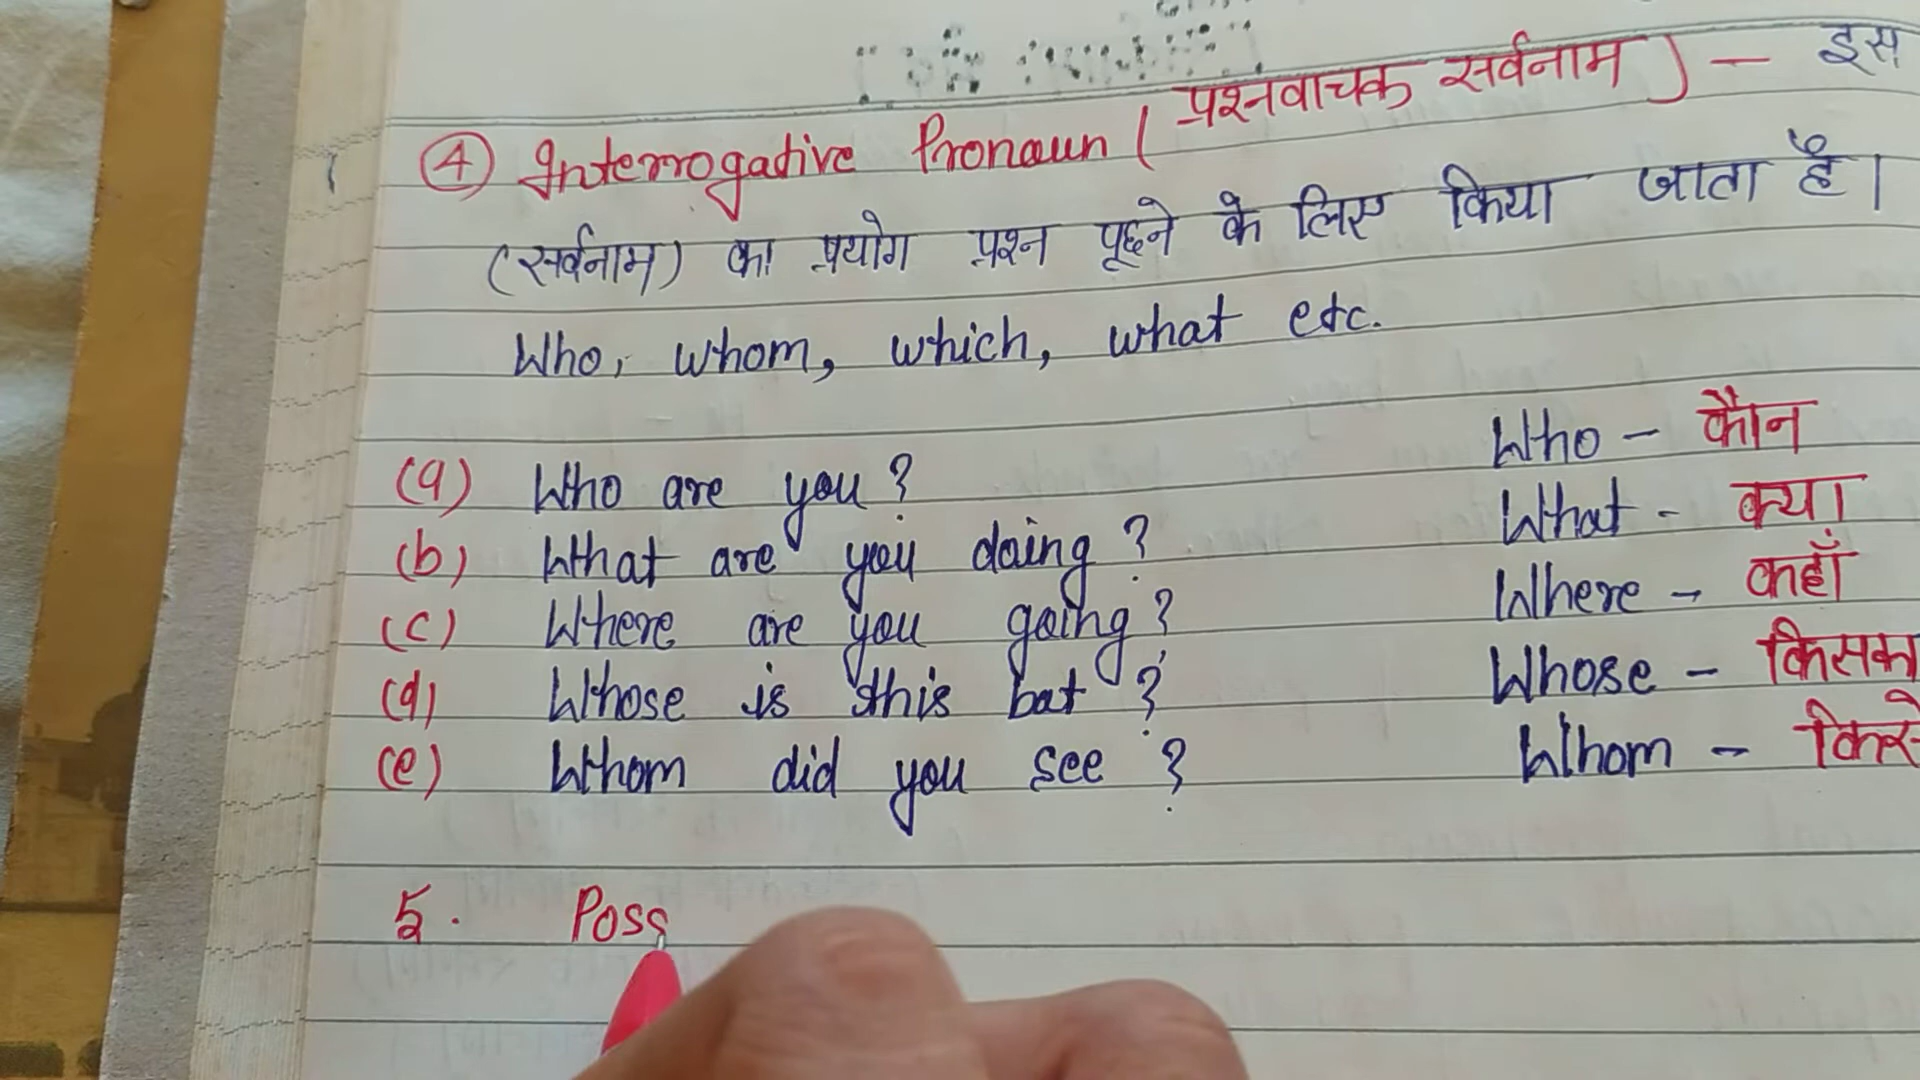 ④ Interrogative Pronoun (प्रश्नवाचक सर्वनाम) — इस
(सर्वनाम) का प्रयोग प्रश्न पूछने के लिए किया जाता है।
Who, whom, which, what etc.
(a) Who are you?
(b) What are you doing?
(c) Where are you going?
(d) Whose is this bat?
(e) Whom did you see?
Who - कौन
What - क्या
Where - कहाँ
Whose - किसका
Whom - किसे
5. Poss